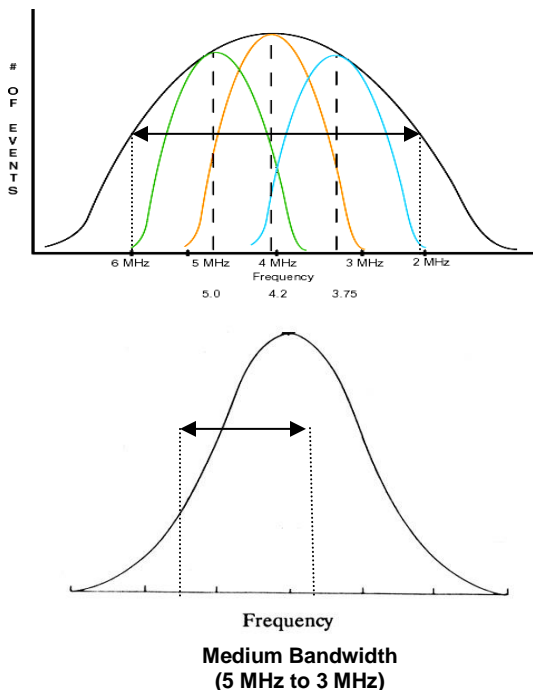 # OF EVENTS
6 MHz 5 MHz 4 MHz 3 MHz 2 MHz
Frequency
5.0 4.2 3.75
Frequency
Medium Bandwidth
(5 MHz to 3 MHz)